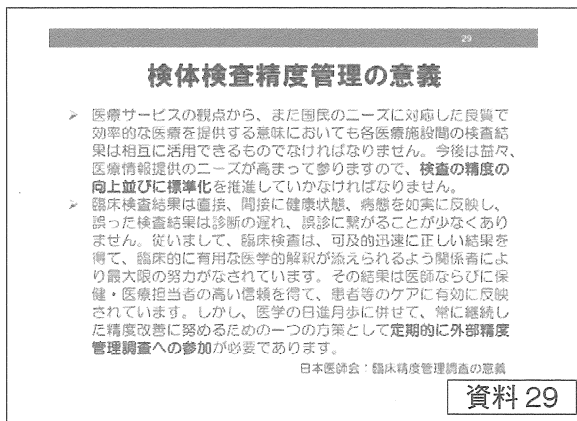 29
検体検査精度管理の意義
➤ 医療サービスの観点から、また国民のニーズに対応した良質で
効率的な医療を提供する意味においても各医療施設間の検査結
果は相互に活用できるものでなければなりません。今後は益々、
医療情報提供のニーズが高まって参りますので、検査の精度の
向上並びに標準化を推進していかなければなりません。
➤ 臨床検査結果は直接、間接に健康状態、病態を如実に反映し、
誤った検査結果は診断の遅れ、誤診に繋がることが少なくあり
ません。従いまして、臨床検査は、可及的迅速に正しい結果を
得て、臨床的に有用な医学的解釈が添えられるよう関係者によ
り最大限の努力がなされています。その結果は医師ならびに保
健・医療担当者の高い信頼を得て、患者等のケアに有効に反映
されています。しかし、医学の日進月歩に併せて、常に継続し
た精度改善に努めるための一つの方策として定期的に外部精度
管理調査への参加が必要であります。
日本医師会：臨床精度管理調査の意義
資料29